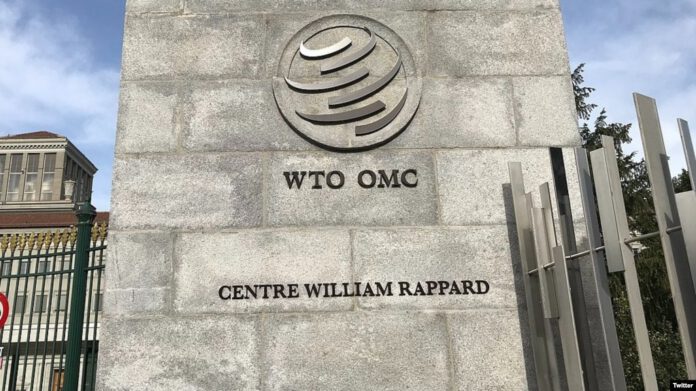 WTO OMC
CENTRE WILLIAM RAPPARD
Twitter